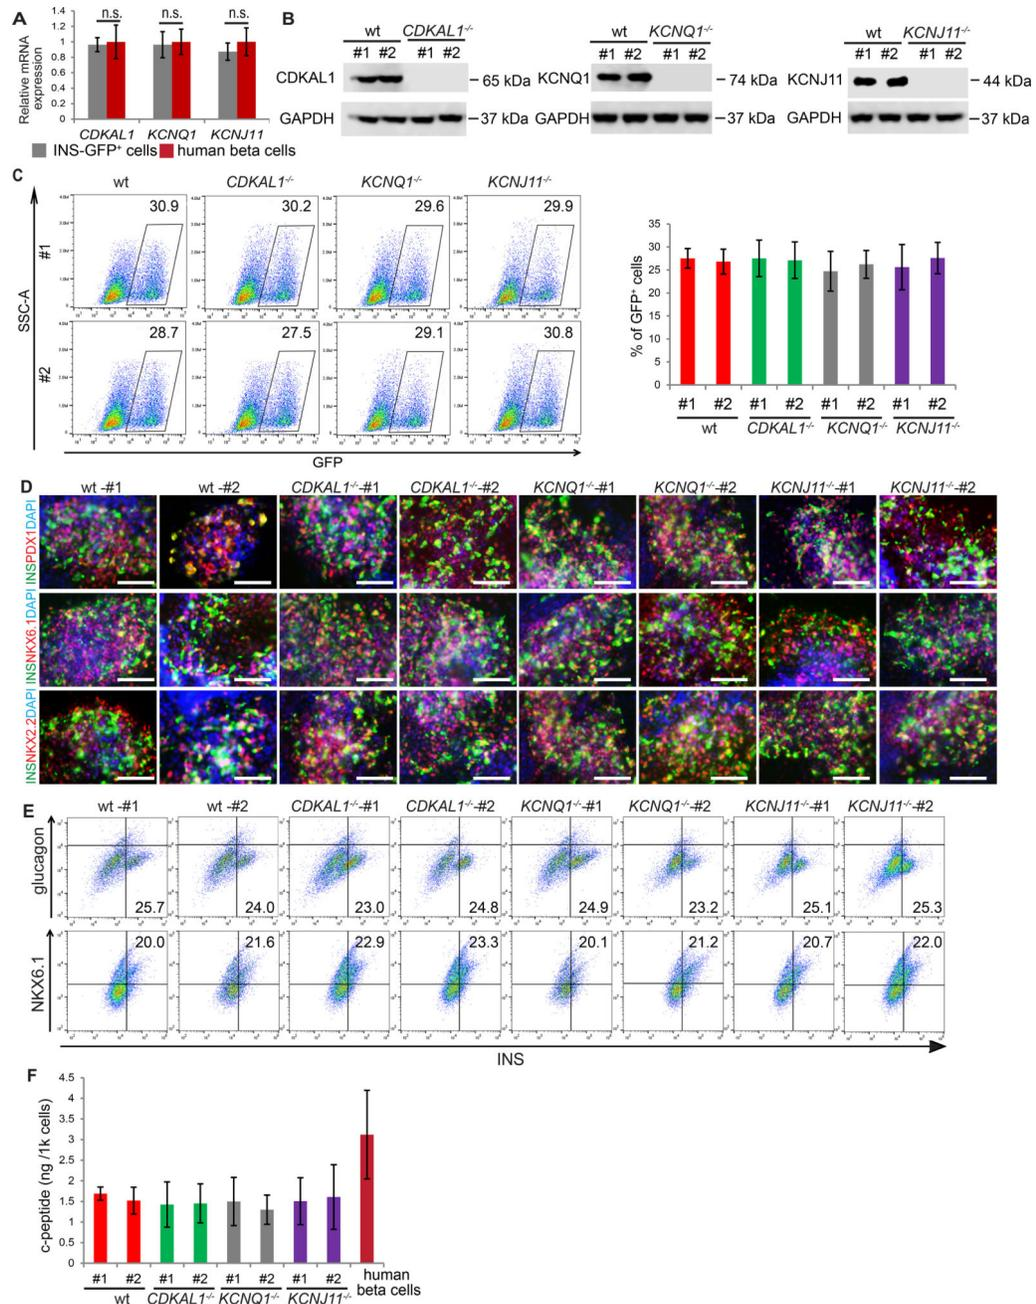 A
Relative mRNA
expression
1.4
1.2
1
0.8
0.6
0.4
0.2
0
n.s.
n.s.
n.s.
CDKAL1
KCNQ1
KCNJ11
INS-GFP⁺ cells
human beta cells
B
wt
CDKAL1⁻/⁻
#1 #2 #1 #2
CDKAL1
65 kDa
GAPDH
37 kDa
wt
KCNQ1⁻/⁻
#1 #2 #1 #2
KCNQ1
74 kDa
GAPDH
37 kDa
wt
KCNJ11⁻/⁻
#1 #2 #1 #2
KCNJ11
44 kDa
GAPDH
37 kDa
C
wt
CDKAL1⁻/⁻
KCNQ1⁻/⁻
KCNJ11⁻/⁻
SSC-A
#1
30.9
30.2
29.6
29.9
#2
28.7
27.5
29.1
30.8
GFP
% of GFP⁺ cells
35
30
25
20
15
10
5
0
#1 #2 #1 #2 #1 #2 #1 #2
wt
CDKAL1⁻/⁻
KCNQ1⁻/⁻
KCNJ11⁻/⁻
D
wt -#1
wt -#2
CDKAL1⁻/⁻-#1
CDKAL1⁻/⁻-#2
KCNQ1⁻/⁻-#1
KCNQ1⁻/⁻-#2
KCNJ11⁻/⁻-#1
KCNJ11⁻/⁻-#2
INSPDX1DAPI
INSNKX6.1DAPI
INSNKX2.2DAPI
E
wt -#1
wt -#2
CDKAL1⁻/⁻-#1
CDKAL1⁻/⁻-#2
KCNQ1⁻/⁻-#1
KCNQ1⁻/⁻-#2
KCNJ11⁻/⁻-#1
KCNJ11⁻/⁻-#2
glucagon
25.7
24.0
23.0
24.8
24.9
23.2
25.1
25.3
NKX6.1
20.0
21.6
22.9
23.3
20.1
21.2
20.7
22.0
INS
F
c-peptide (ng /1k cells)
4.5
4
3.5
3
2.5
2
1.5
1
0.5
0
#1 #2 #1 #2 #1 #2 #1 #2
human
beta cells
wt
CDKAL1⁻/⁻
KCNQ1⁻/⁻
KCNJ11⁻/⁻